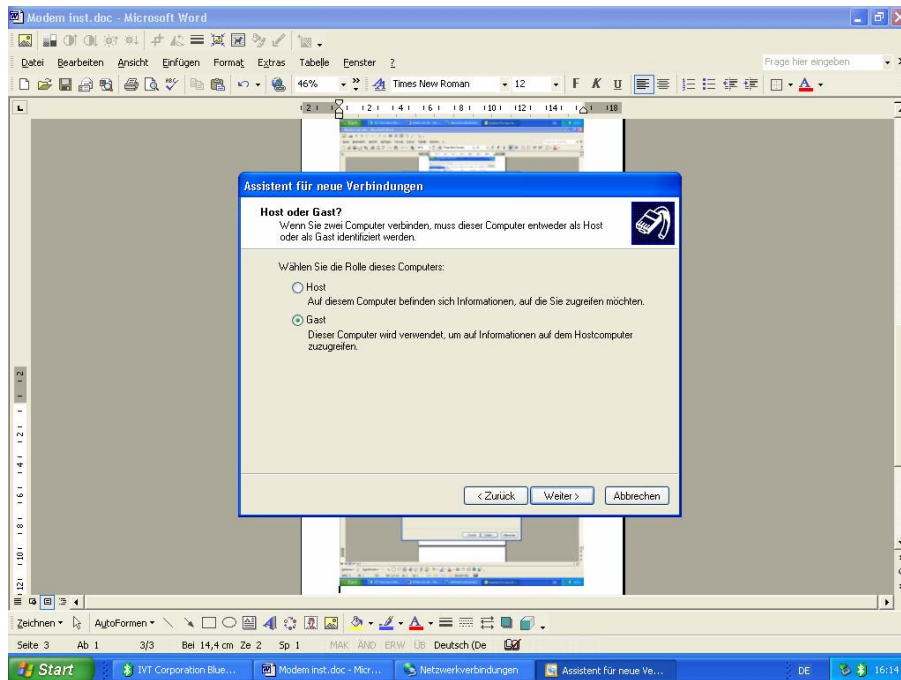 Modem inst.doc - Microsoft Word
Datei Bearbeiten Ansicht Einfügen Format Extras Tabelle Fenster ? Frage hier eingeben
46% Times New Roman 12 F K U
Assistent für neue Verbindungen
Host oder Gast?
Wenn Sie zwei Computer verbinden, muss dieser Computer entweder als Host
oder als Gast identifiziert werden.
Wählen Sie die Rolle dieses Computers:
Host
Auf diesem Computer befinden sich Informationen, auf die Sie zugreifen möchten.
Gast
Dieser Computer wird verwendet, um auf Informationen auf dem Hostcomputer
zuzugreifen.
< Zurück Weiter > Abbrechen
Zeichnen AutoFormen
Seite 3 Ab 1 3/3 Bei 14,4 cm Ze 2 Sp 1 MAK ÄND ERW ÜB Deutsch (De
Start IVT Corporation Blue... Modem inst.doc - Micr... Netzwerkverbindungen Assistent für neue Ve... DE 16:14